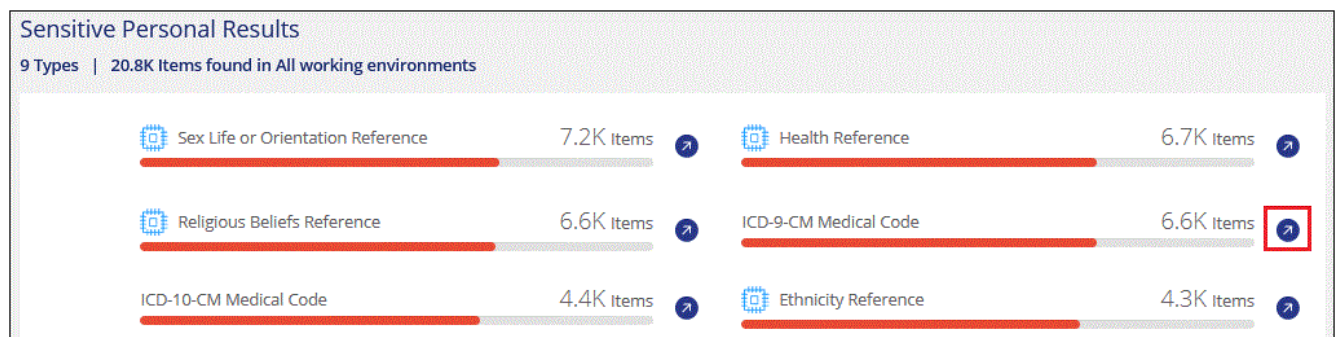 Sensitive Personal Results
9 Types | 20.8K Items found in All working environments
Sex Life or Orientation Reference 7.2K Items
Health Reference 6.7K Items
Religious Beliefs Reference 6.6K Items
ICD-9-CM Medical Code 6.6K Items
ICD-10-CM Medical Code 4.4K Items
Ethnicity Reference 4.3K Items